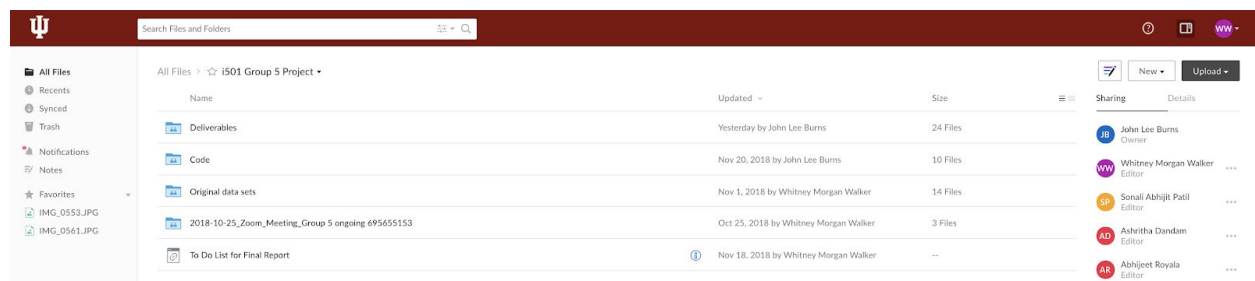 Search Files and Folders
WW
All Files
Recents
Synced
Trash
Notifications
Notes
Favorites
IMG_0553.JPG
IMG_0561.JPG
All Files > i501 Group 5 Project
New
Upload
Name Updated Size
Deliverables Yesterday by John Lee Burns 24 Files
Code Nov 20, 2018 by John Lee Burns 10 Files
Original data sets Nov 1, 2018 by Whitney Morgan Walker 14 Files
2018-10-25_Zoom_Meeting_Group 5 ongoing 695655153 Oct 25, 2018 by Whitney Morgan Walker 3 Files
To Do List for Final Report Nov 18, 2018 by Whitney Morgan Walker --
Sharing Details
JB John Lee Burns
Owner
WW Whitney Morgan Walker
Editor
SP Sonali Abhijit Patil
Editor
AD Ashritha Dandam
Editor
AR Abhijeet Royala
Editor